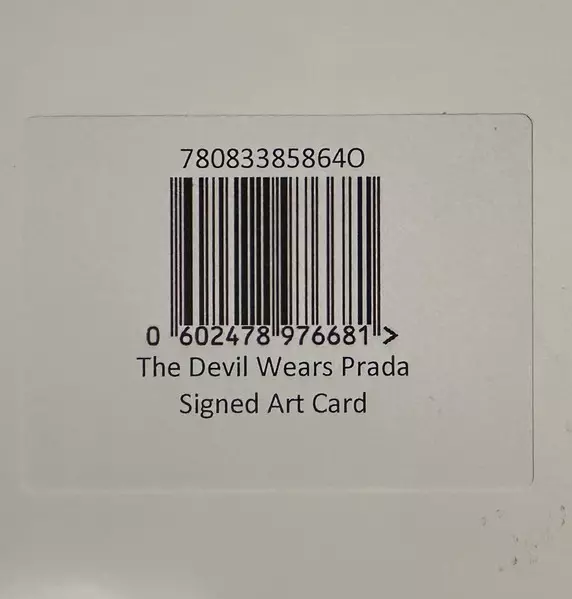 78083385864O
0 602478 976681 >
The Devil Wears Prada
Signed Art Card